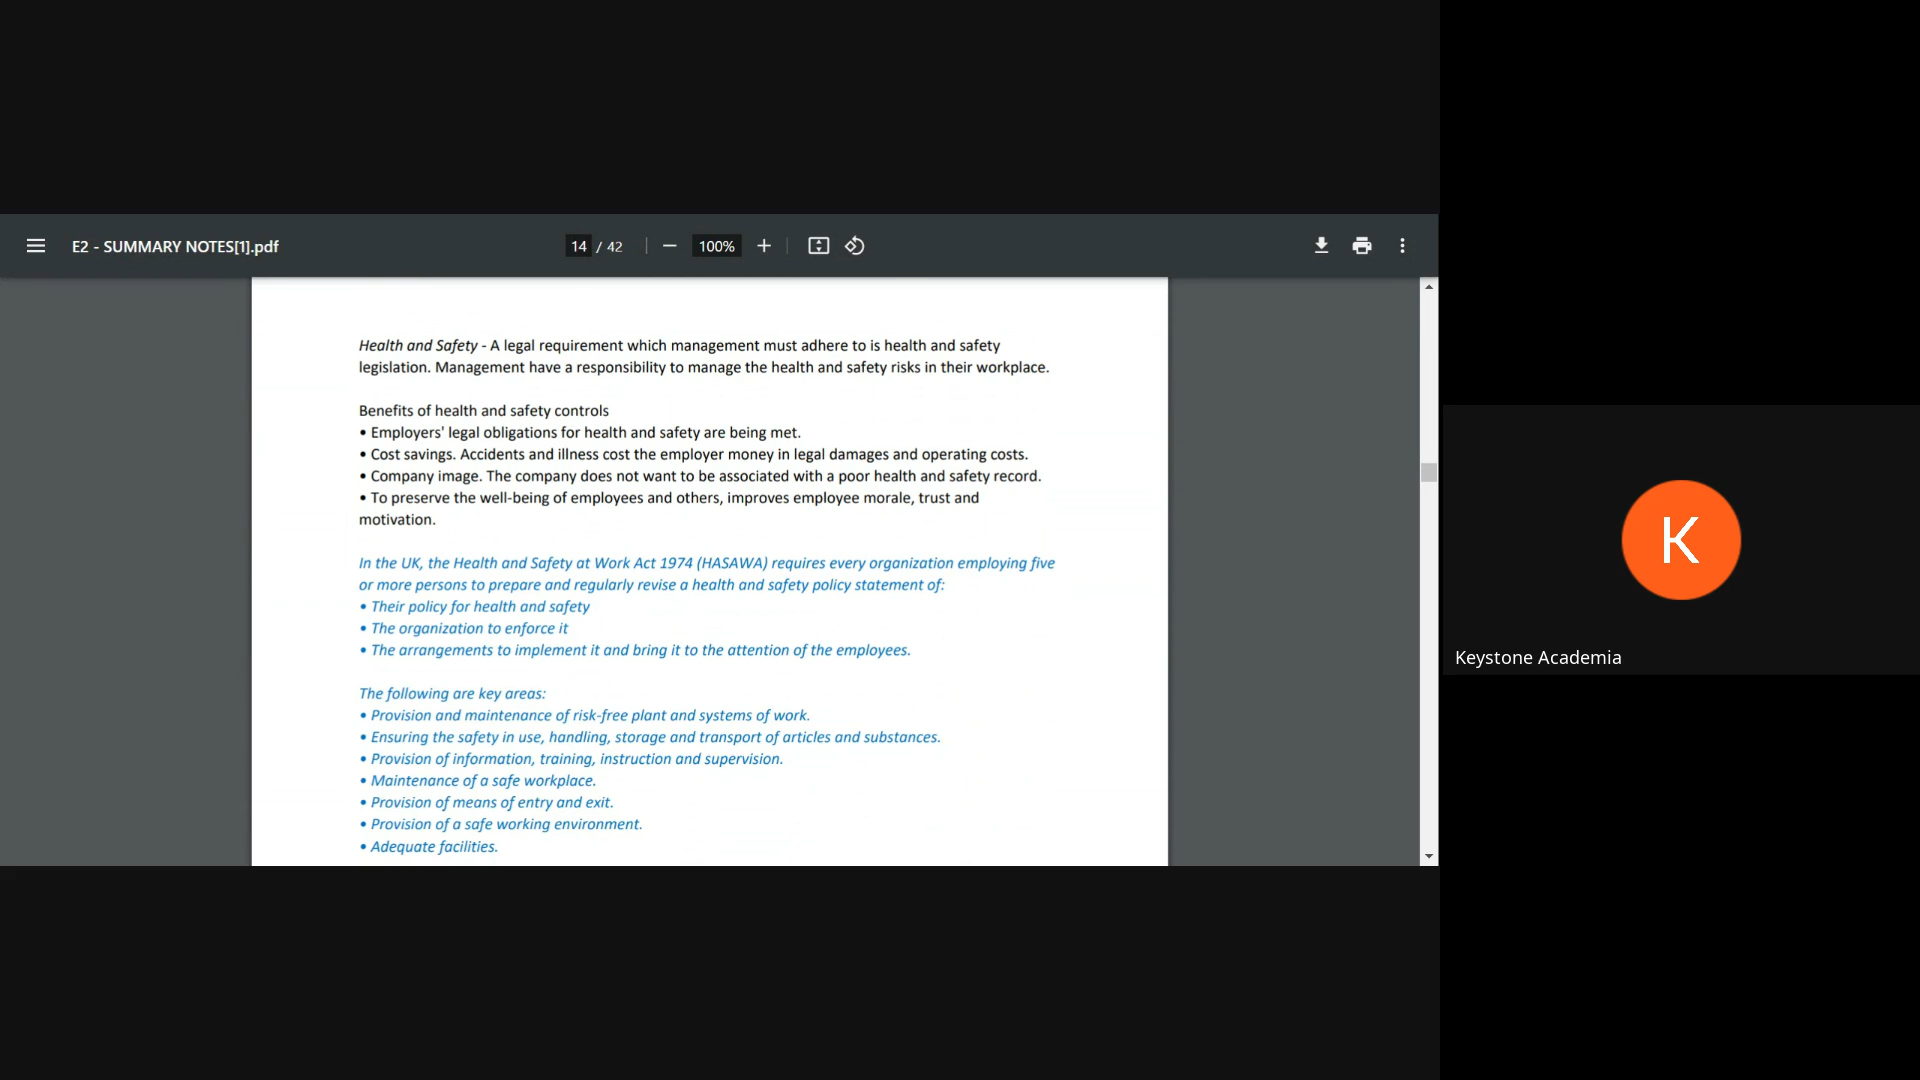 E2 - SUMMARY NOTES[1].pdf
14 / 42
100%
Health and Safety - A legal requirement which management must adhere to is health and safety
legislation. Management have a responsibility to manage the health and safety risks in their workplace.
Benefits of health and safety controls
• Employers' legal obligations for health and safety are being met.
• Cost savings. Accidents and illness cost the employer money in legal damages and operating costs.
• Company image. The company does not want to be associated with a poor health and safety record.
• To preserve the well-being of employees and others, improves employee morale, trust and
motivation.
In the UK, the Health and Safety at Work Act 1974 (HASAWA) requires every organization employing five
or more persons to prepare and regularly revise a health and safety policy statement of:
• Their policy for health and safety
• The organization to enforce it
• The arrangements to implement it and bring it to the attention of the employees.
The following are key areas:
• Provision and maintenance of risk-free plant and systems of work.
• Ensuring the safety in use, handling, storage and transport of articles and substances.
• Provision of information, training, instruction and supervision.
• Maintenance of a safe workplace.
• Provision of means of entry and exit.
• Provision of a safe working environment.
• Adequate facilities.
K
Keystone Academia